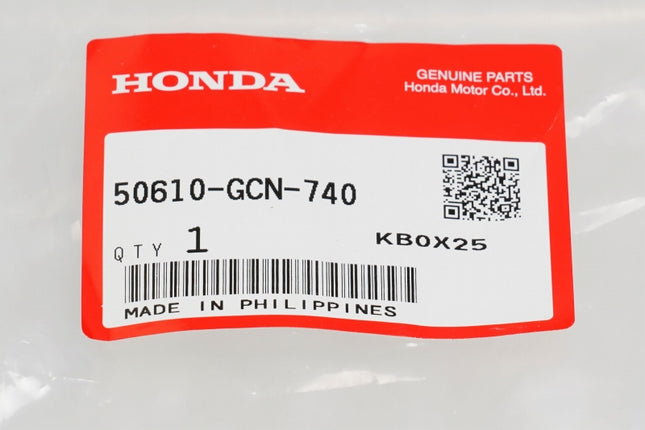 HONDA
GENUINE PARTS
Honda Motor Co., Ltd.
50610-GCN-740
QTY 1
KB0X25
MADE IN PHILIPPINES